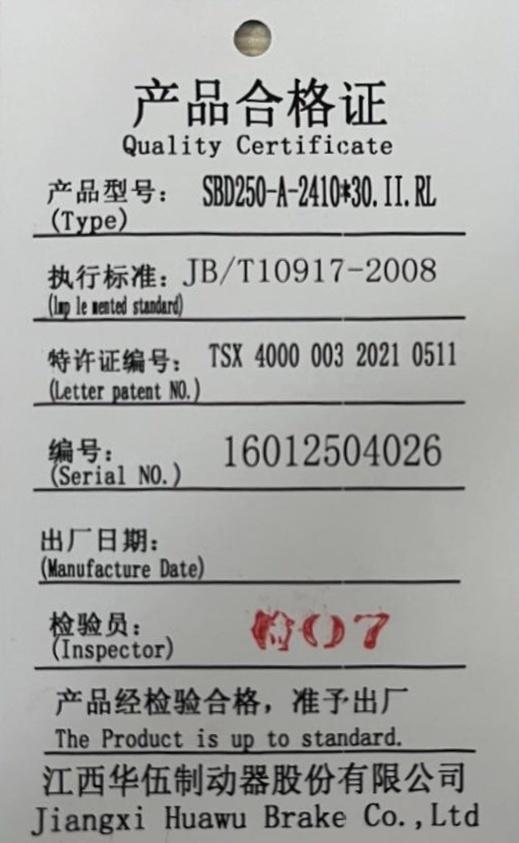 产品合格证
Quality Certificate
产品型号: SBD250-A-2410*30.II.RL
(Type)
执行标准: JB/T10917-2008
(Imp le mented standard)
特许证编号: TSX 4000 003 2021 0511
(Letter patent NO.)
编号: 16012504026
(Serial NO.)
出厂日期:
(Manufacture Date)
检验员: 检07
(Inspector)
产品经检验合格，准予出厂
The Product is up to standard.
江西华伍制动器股份有限公司
Jiangxi Huawu Brake Co.,Ltd